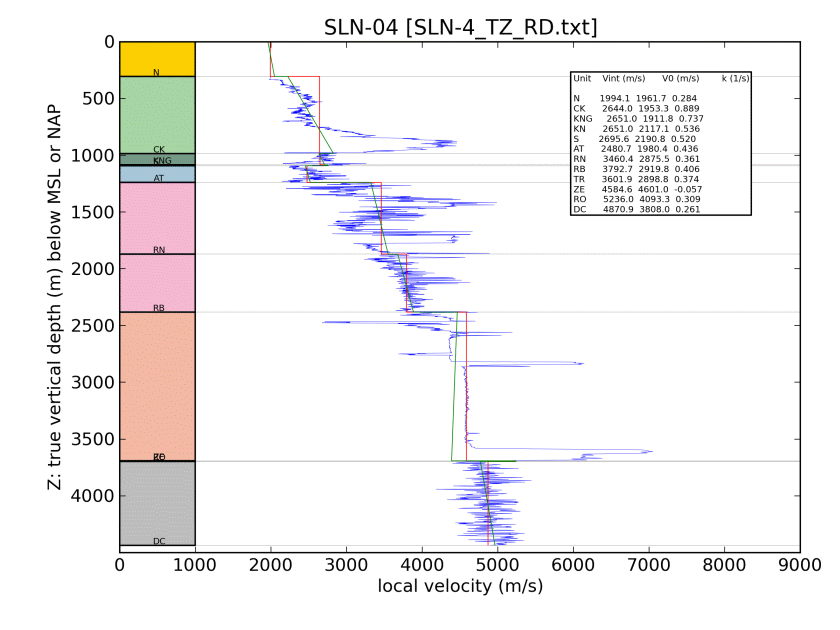 SLN-04 [SLN-4_TZ_RD.txt]
0
500
1000
1500
2000
2500
3000
3500
4000
Z: true vertical depth (m) below MSL or NAP
N
CK
KNG
AT
RN
RB
DC
Unit Vint (m/s) V0 (m/s) k (1/s)
N 1994.1 1961.7 0.284
CK 2644.0 1953.3 0.889
KNG 2651.0 1911.8 0.737
KN 2651.0 2117.1 0.536
S 2695.6 2190.8 0.520
AT 2480.7 1980.4 0.436
RN 3460.4 2875.5 0.361
RB 3792.7 2919.8 0.406
TR 3601.9 2898.8 0.374
ZE 4584.6 4601.0 -0.057
RO 5236.0 4093.3 0.309
DC 4870.9 3808.0 0.261
0 1000 2000 3000 4000 5000 6000 7000 8000 9000
local velocity (m/s)